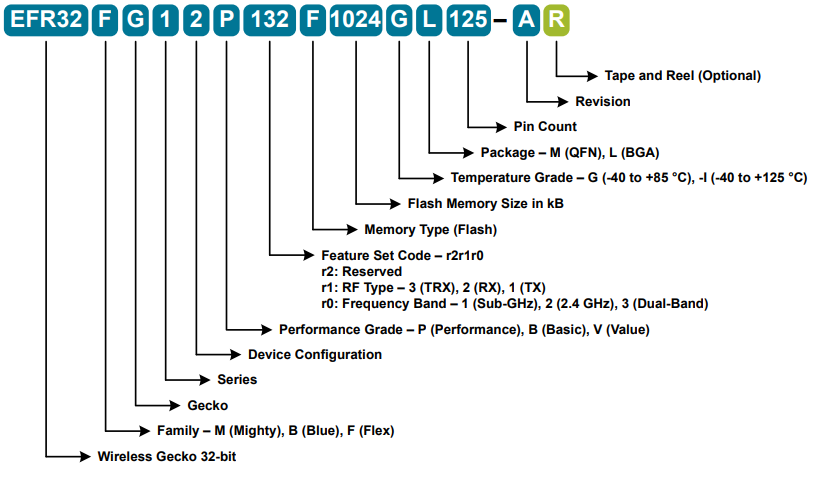 EFR32 F G 1 2 P 132 F 1024 G L 125 – A R
Tape and Reel (Optional)
Revision
Pin Count
Package – M (QFN), L (BGA)
Temperature Grade – G (-40 to +85 °C), -I (-40 to +125 °C)
Flash Memory Size in kB
Memory Type (Flash)
Feature Set Code – r2r1r0
r2: Reserved
r1: RF Type – 3 (TRX), 2 (RX), 1 (TX)
r0: Frequency Band – 1 (Sub-GHz), 2 (2.4 GHz), 3 (Dual-Band)
Performance Grade – P (Performance), B (Basic), V (Value)
Device Configuration
Series
Gecko
Family – M (Mighty), B (Blue), F (Flex)
Wireless Gecko 32-bit